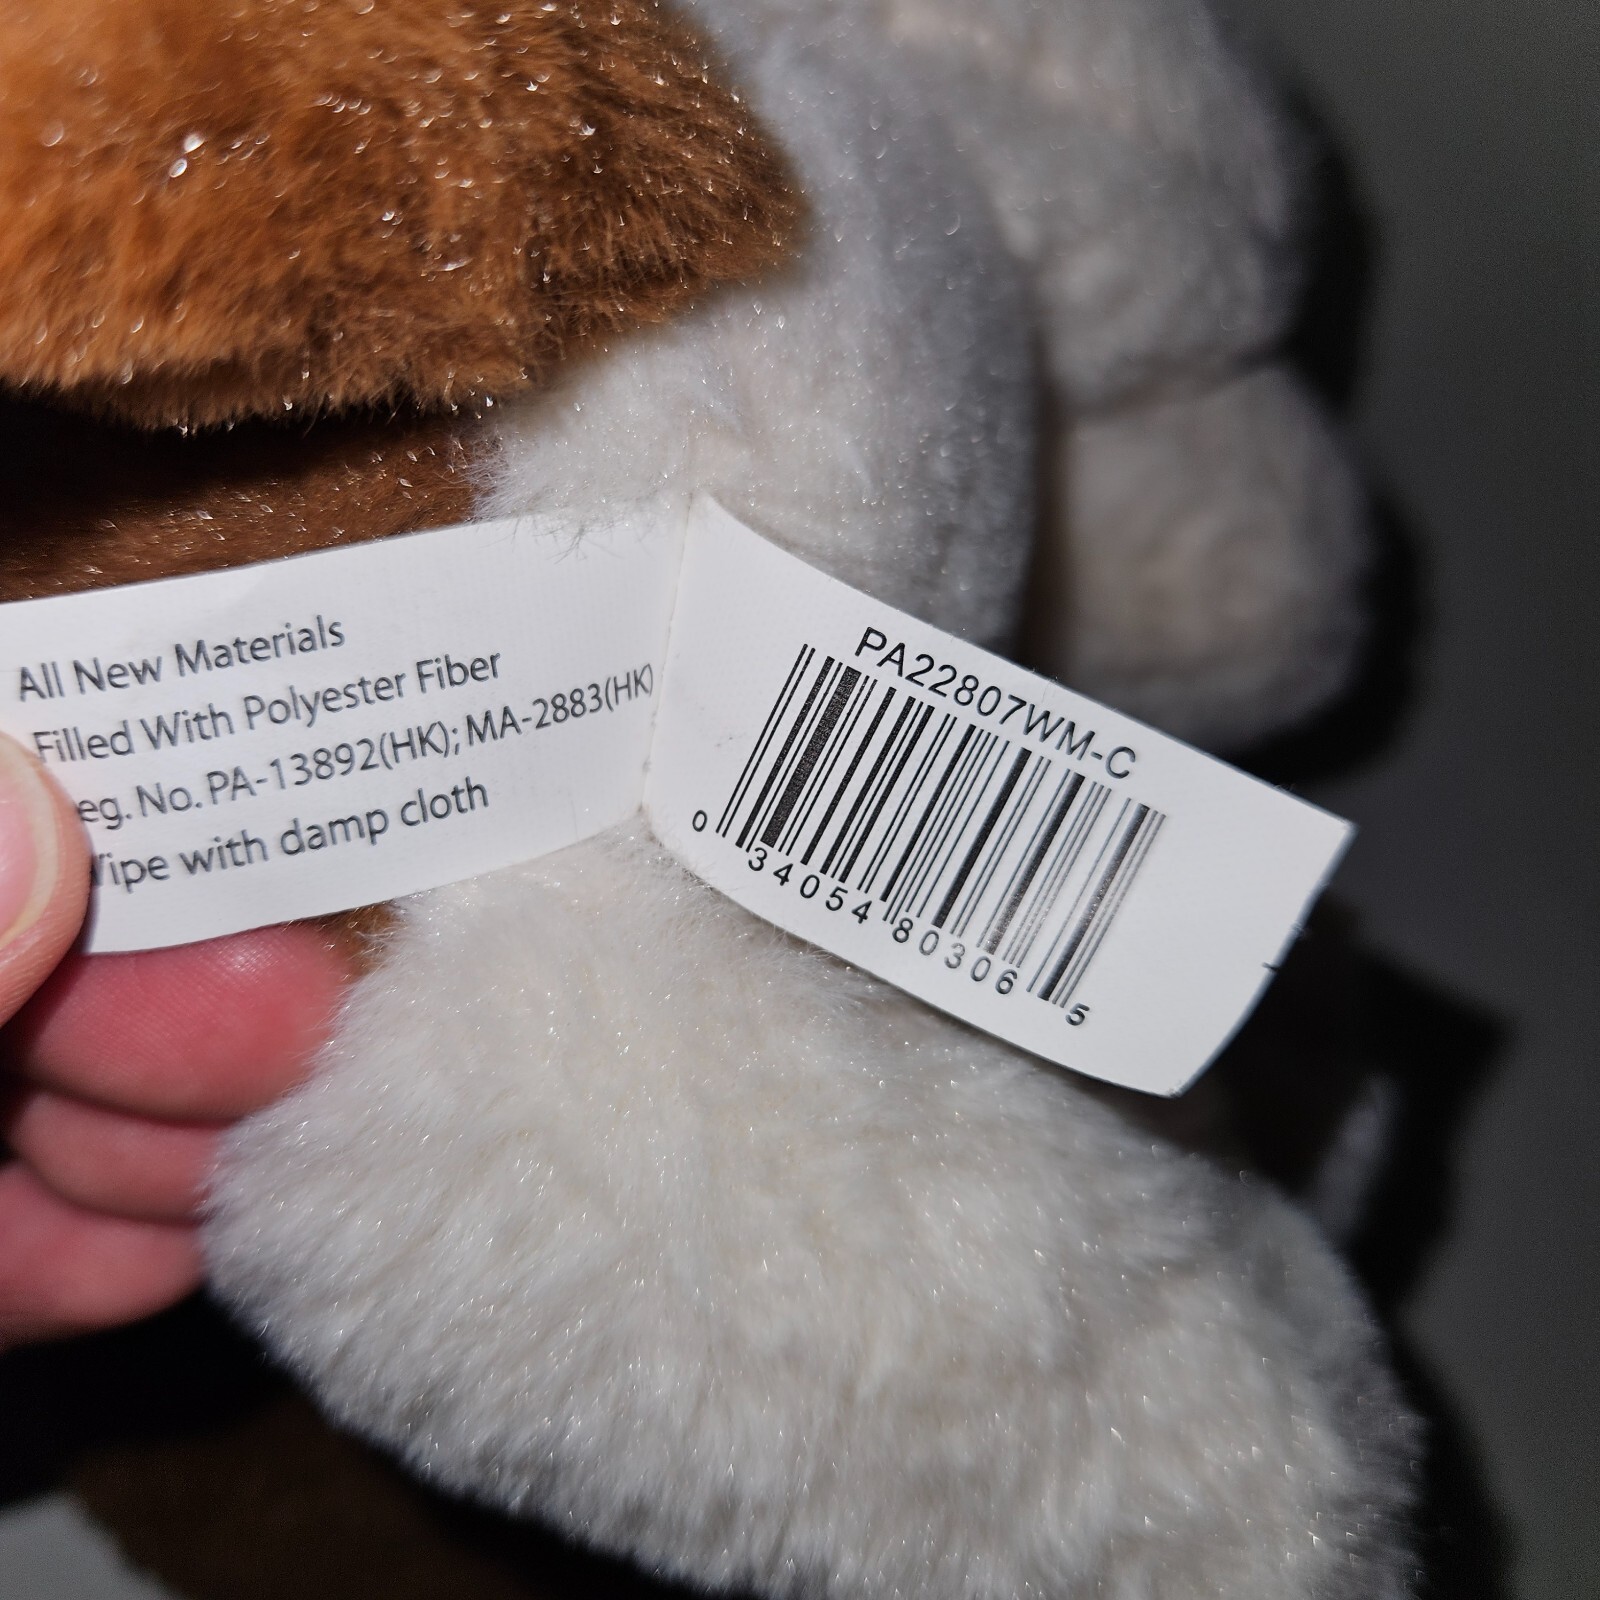 All New Materials
Filled With Polyester Fiber
eg. No. PA-13892(HK); MA-2883(HK)
ipe with damp cloth
PA22807WM-C
0 34054 80306 5